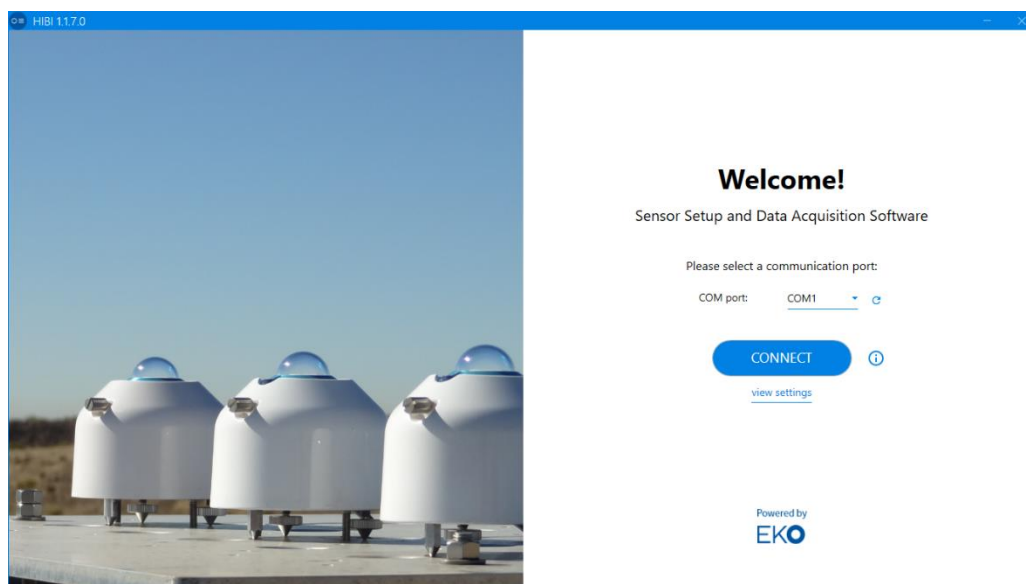 HIBI 1.1.7.0
Welcome!
Sensor Setup and Data Acquisition Software
Please select a communication port:
COM port: COM1
CONNECT
view settings
Powered by
EKO